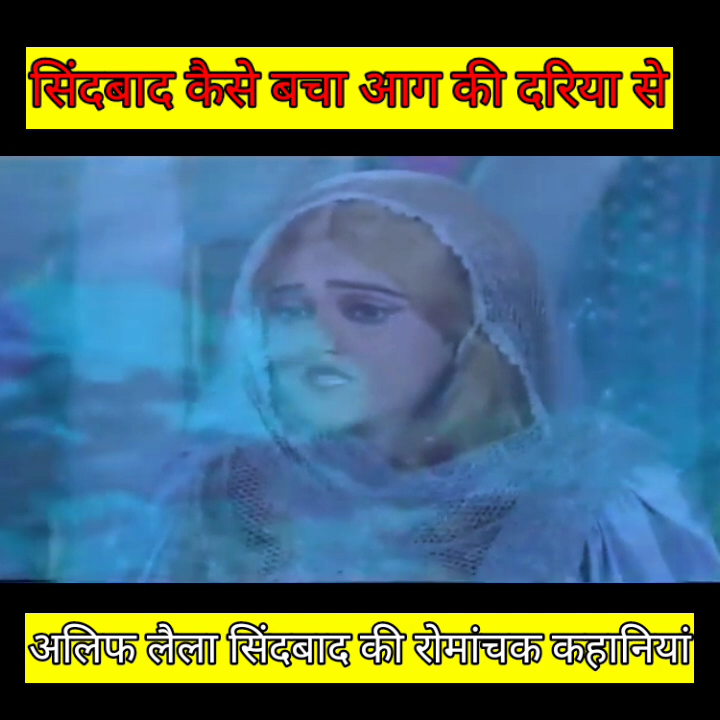 सिंदबाद कैसे बचा आग की दरिया से
अलिफ लैला सिंदबाद की रोमांचक कहानियां